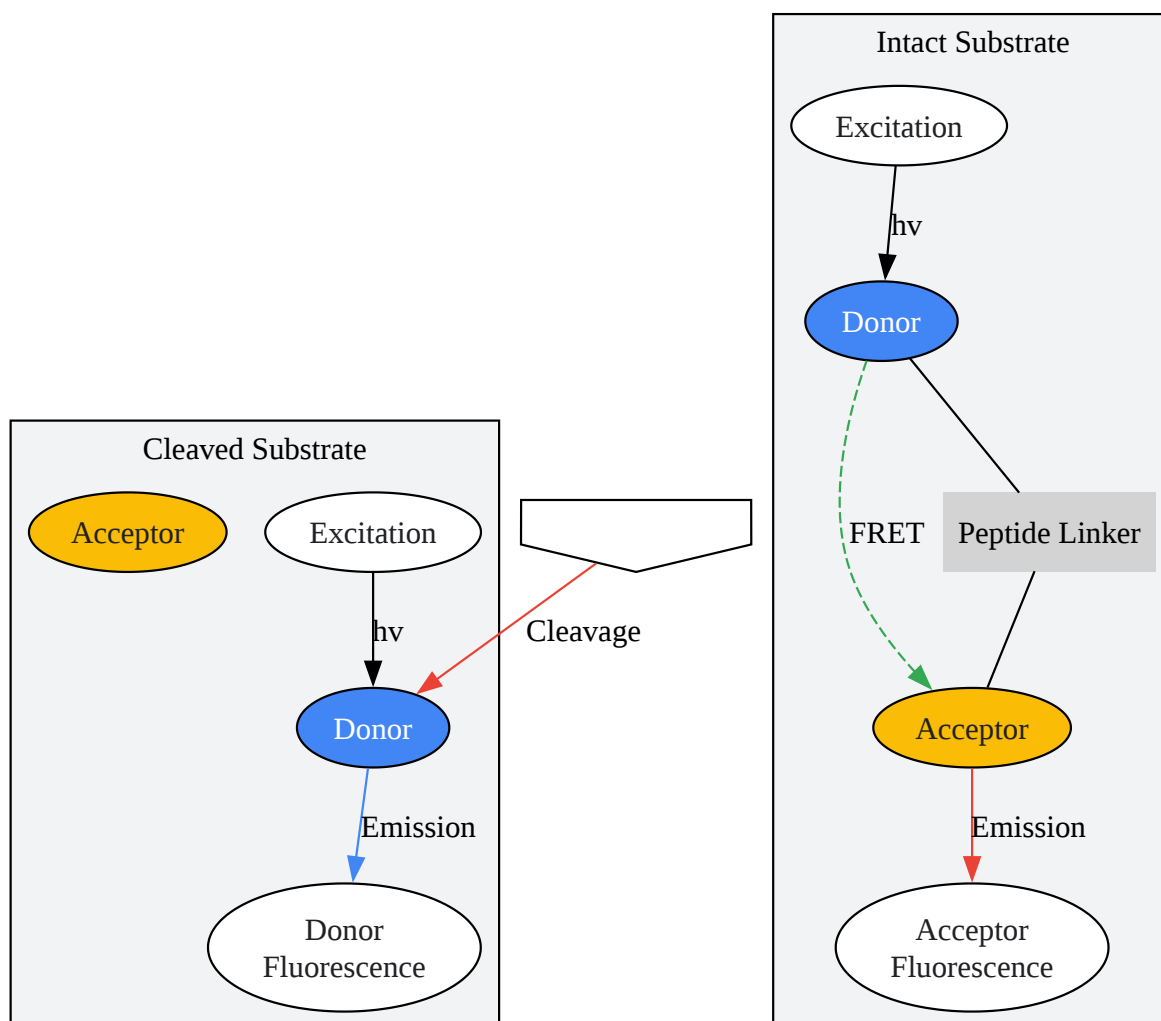 Intact Substrate
Excitation
hv
Donor
FRET
Peptide Linker
Acceptor
Emission
Acceptor
Fluorescence
Cleaved Substrate
Acceptor
Excitation
hv
Cleavage
Donor
Emission
Donor
Fluorescence